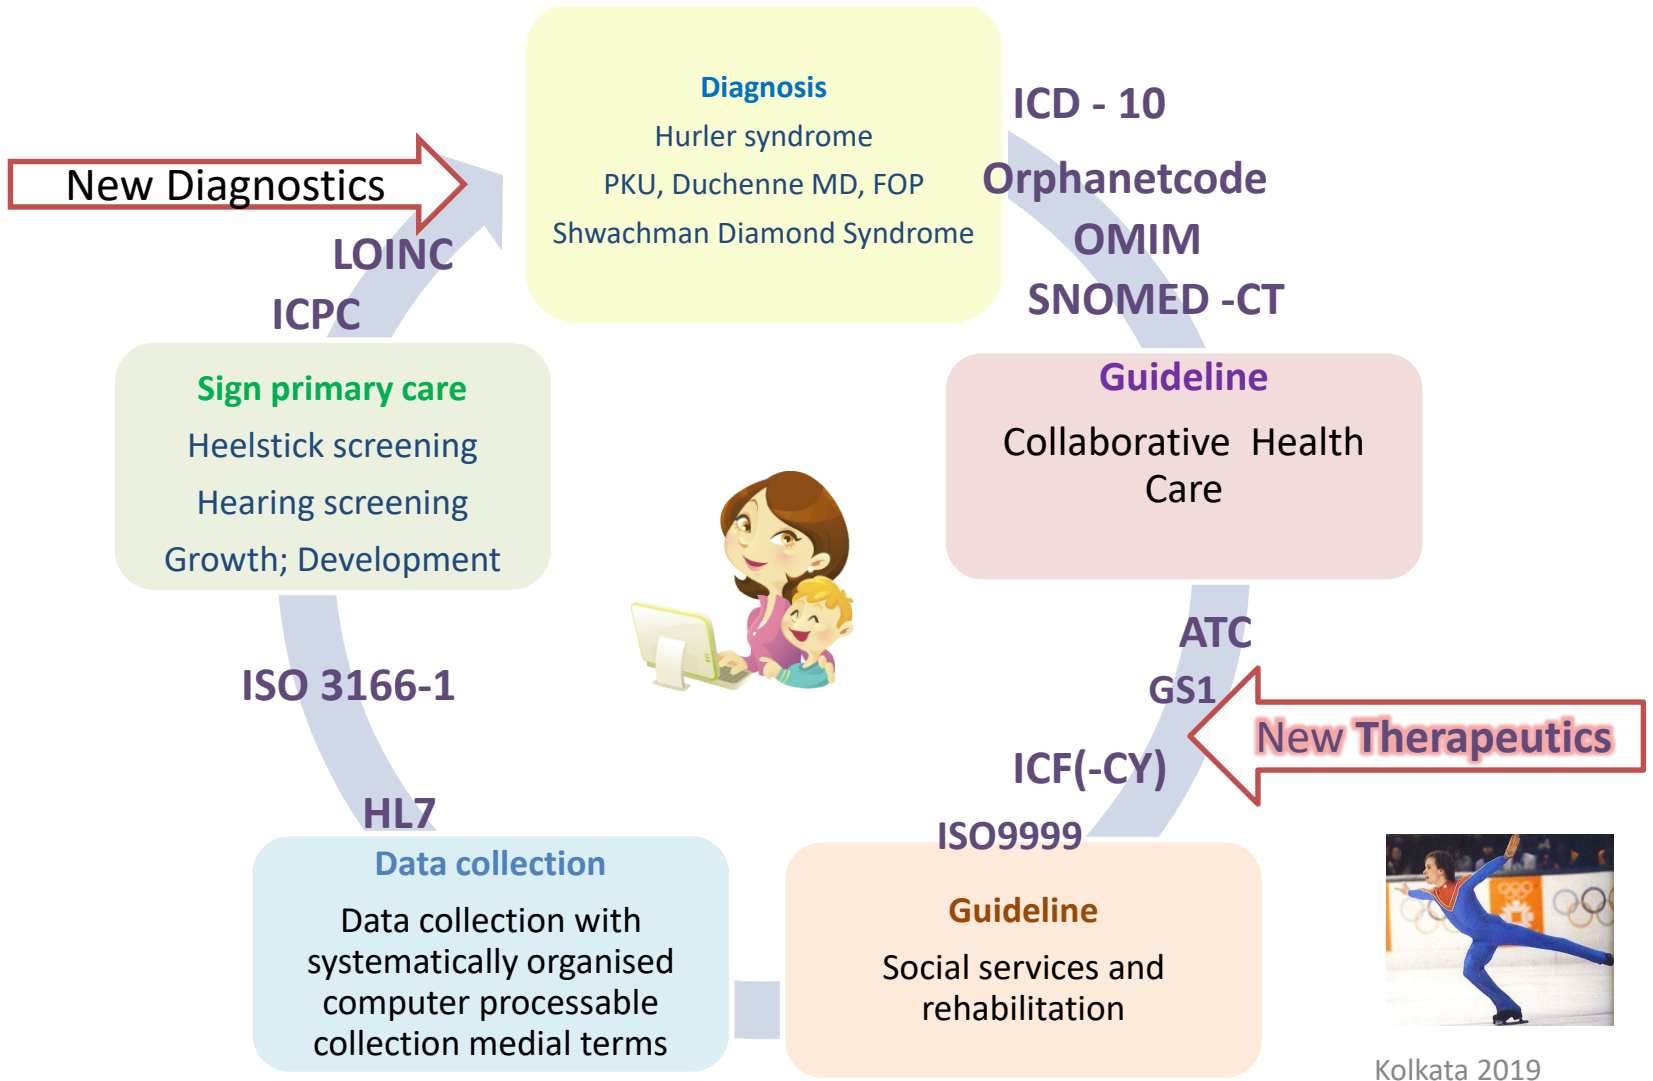 Diagnosis
Hurler syndrome
PKU, Duchenne MD, FOP
Shwachman Diamond Syndrome
ICD - 10
Orphanetcode
OMIM
SNOMED -CT
New Diagnostics
LOINC
ICPC
Sign primary care
Heelstick screening
Hearing screening
Growth; Development
Guideline
Collaborative Health
Care
ATC
GS1
New Therapeutics
ICF(-CY)
ISO9999
ISO 3166-1
HL7
Data collection
Data collection with
systematically organised
computer processable
collection medial terms
Guideline
Social services and
rehabilitation
Kolkata 2019